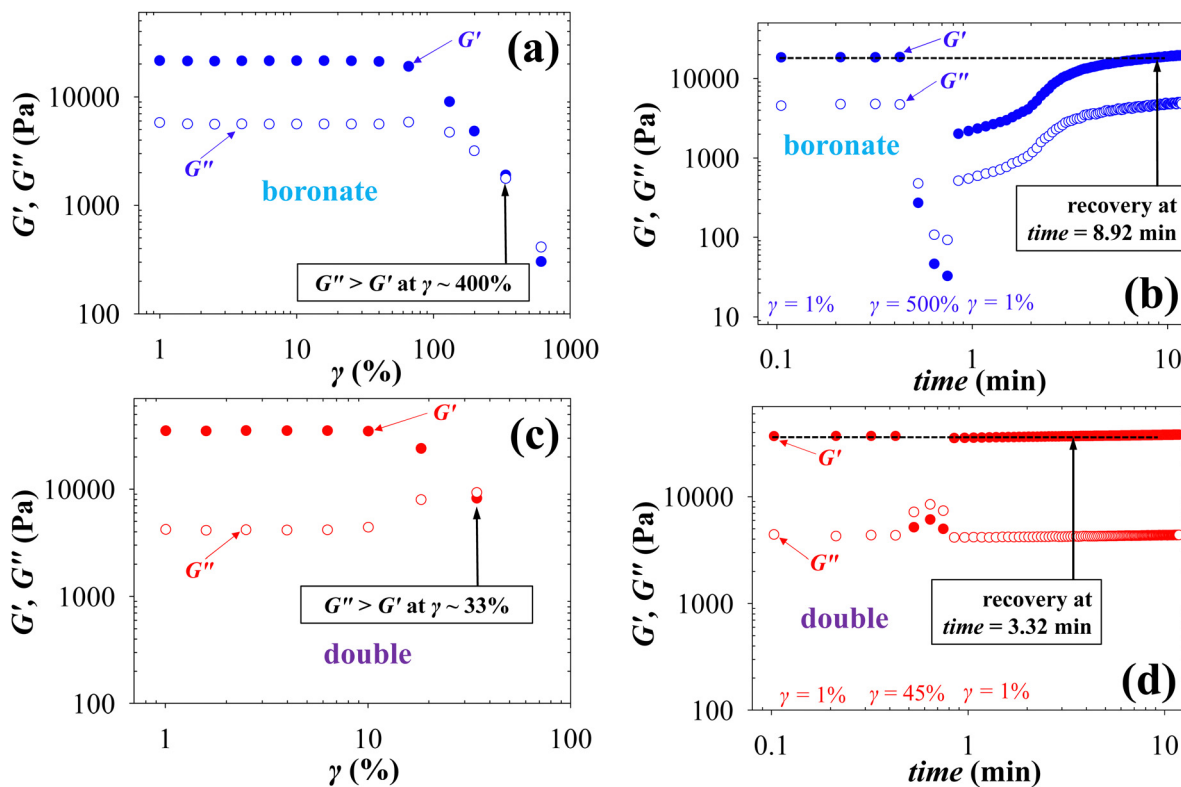 (a)
G′
G″
boronate
G″ > G′ at γ ~ 400%
G′, G″ (Pa)
10000
1000
100
1 10 100 1000
γ (%)
(b)
G′
G″
boronate
recovery at
time = 8.92 min
γ = 1% γ = 500% γ = 1%
G′, G″ (Pa)
10000
1000
100
10
0.1 1 10
time (min)
(c)
G′
G″
G″ > G′ at γ ~ 33%
double
G′, G″ (Pa)
10000
1000
100
1 10 100
γ (%)
(d)
G′
G″
double
recovery at
time = 3.32 min
γ = 1% γ = 45% γ = 1%
G′, G″ (Pa)
10000
1000
100
0.1 1 10
time (min)